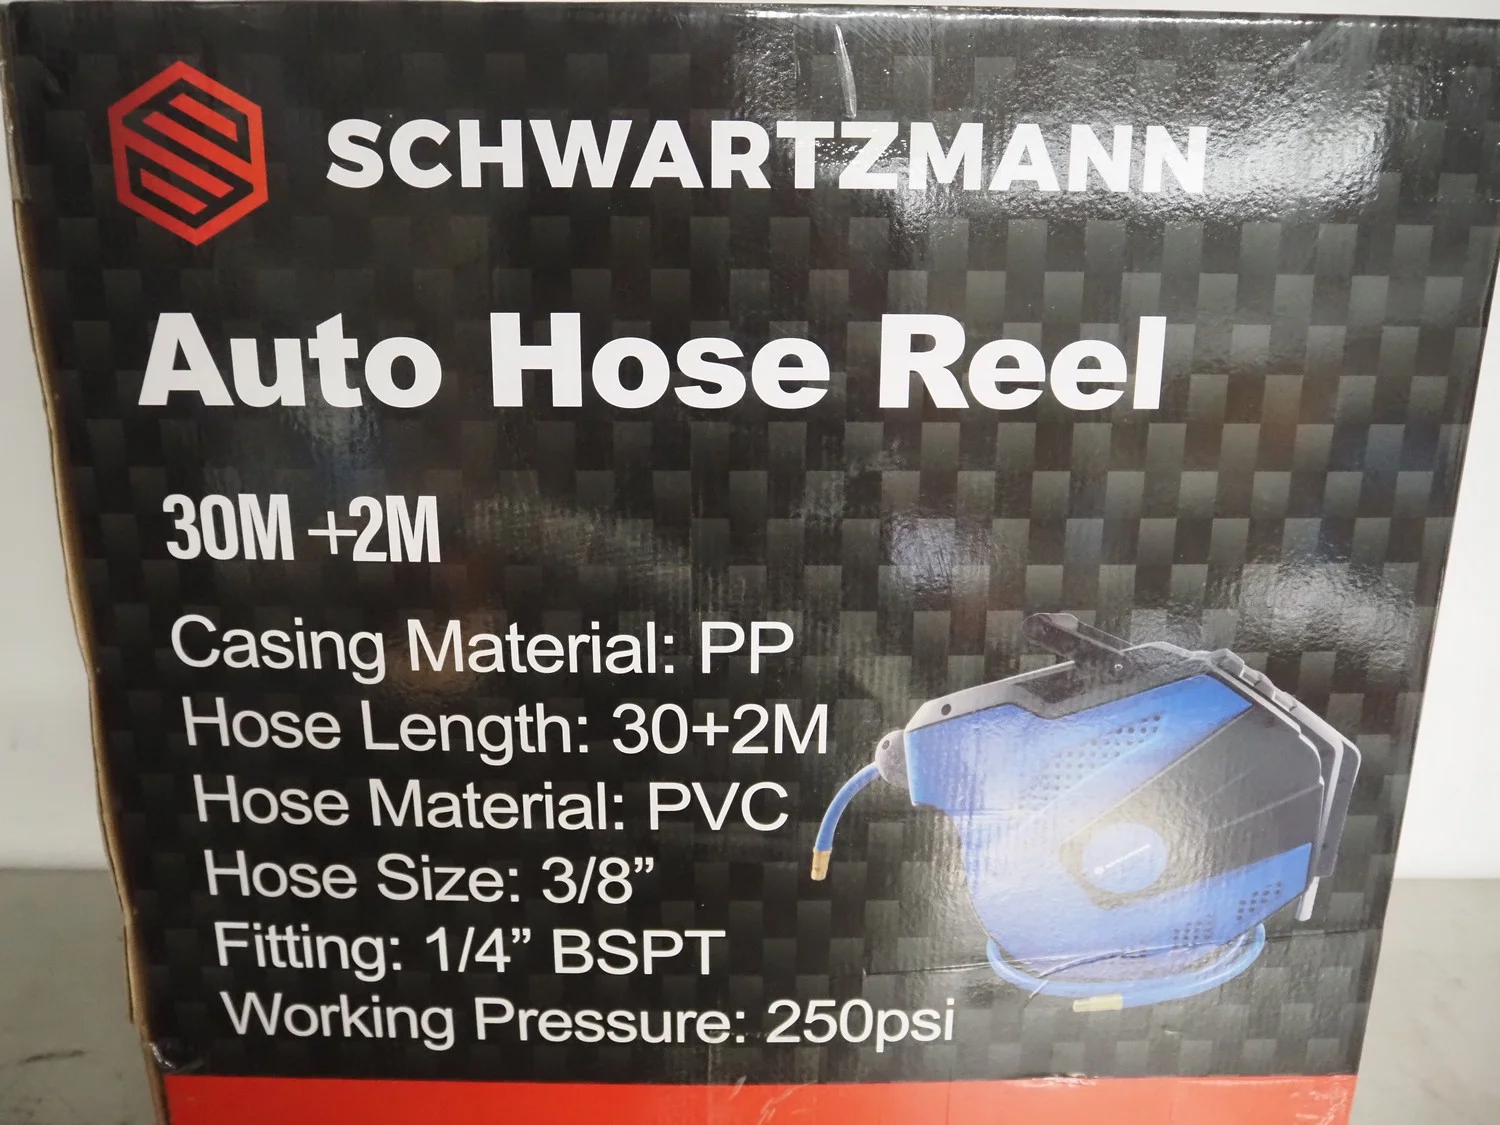 SCHWARTZMANN
Auto Hose Reel
30M +2M
Casing Material: PP
Hose Length: 30+2M
Hose Material: PVC
Hose Size: 3/8”
Fitting: 1/4” BSPT
Working Pressure: 250psi